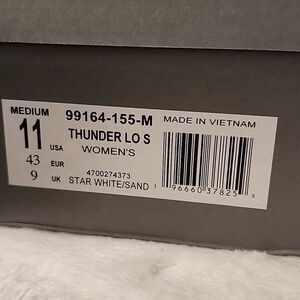 MEDIUM
11 USA
43 EUR
9 UK
99164-155-M
THUNDER LO S
WOMEN'S
4700274373
STAR WHITE/SAND
MADE IN VIETNAM
1 96660 37825 9